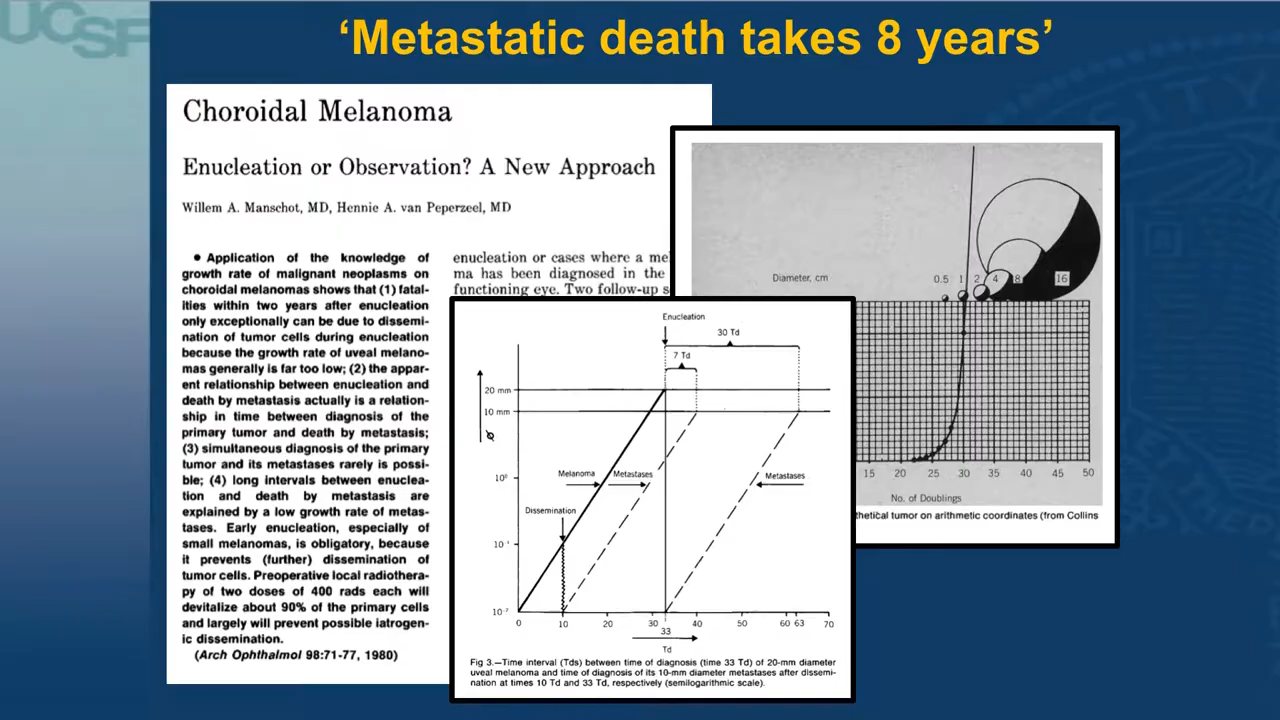 UCSF
‘Metastatic death takes 8 years’
Choroidal Melanoma
Enucleation or Observation? A New Approach
Willem A. Manschot, MD, Hennie A. van Peperzeel, MD
• Application of the knowledge of
growth rate of malignant neoplasms on
choroidal melanomas shows that (1) fatal-
ities within two years after enucleation
only exceptionally can be due to dissemi-
nation of tumor cells during enucleation
because the growth rate of uveal melano-
mas generally is far too low; (2) the appar-
ent relationship between enucleation and
death by metastasis actually is a relation-
ship in time between diagnosis of the
primary tumor and death by metastasis;
(3) simultaneous diagnosis of the primary
tumor and its metastases rarely is possi-
ble; (4) long intervals between enuclea-
tion and death by metastasis are
explained by a low growth rate of metas-
tases. Early enucleation, especially of
small melanomas, is obligatory, because
it prevents (further) dissemination of
tumor cells. Preoperative local radiothera-
py of two doses of 400 rads each will
devitalize about 90% of the primary cells
and largely will prevent possible iatrogen-
ic dissemination.
(Arch Ophthalmol 98:71-77, 1980)
enucleation or cases where a me
ma has been diagnosed in the
functioning eye. Two follow-up s
Diameter, cm
0.5 1 2 4 8 16
15 20 25 30 35 40 45 50
No. of Doublings
thetical tumor on arithmetic coordinates (from Collins
Enucleation
30 Td
7 Td
20 mm
10 mm
ø
Melanoma
Metastases
Metastases
10⁰
Dissemination
10⁻¹
10⁻²
0 10 20 30 40 50 60 63 70
33
Td
Fig 3.—Time interval (Tds) between time of diagnosis (time 33 Td) of 20-mm diameter
uveal melanoma and time of diagnosis of its 10-mm diameter metastases after dissemi-
nation at times 10 Td and 33 Td, respectively (semilogarithmic scale).